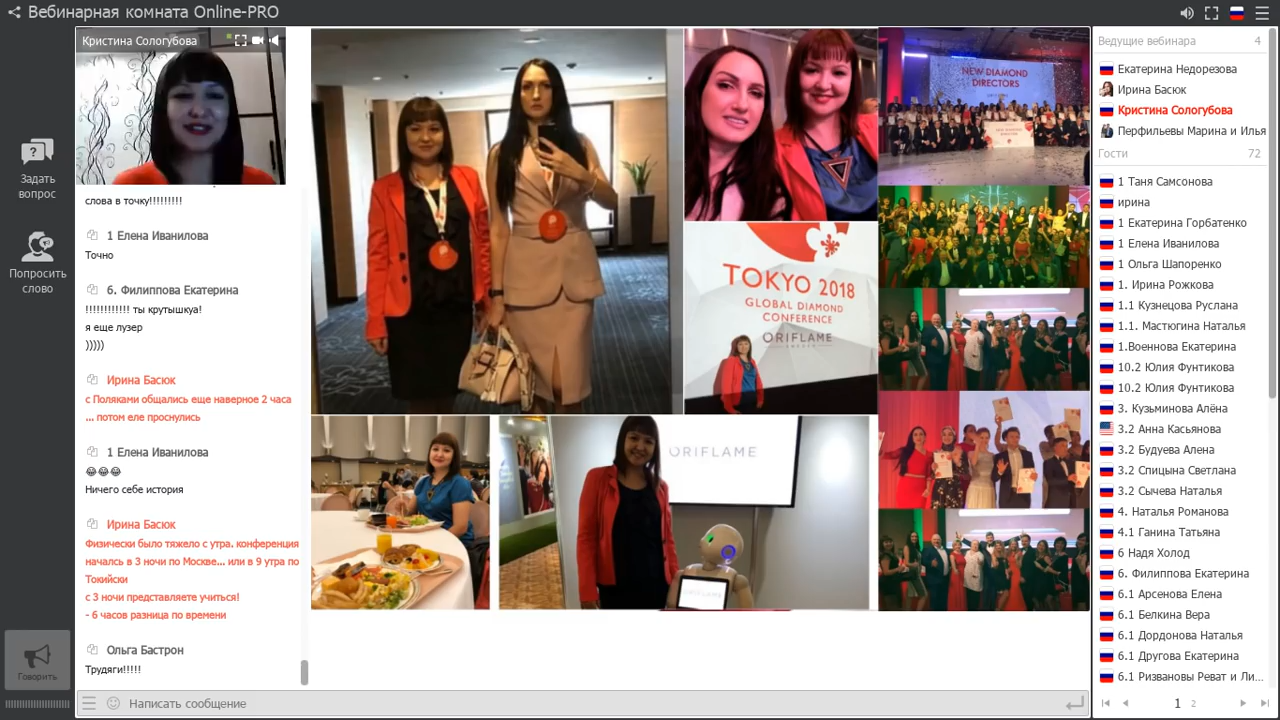 Вебинарная комната Online-PRO
Кристина Сологубова
Задать
вопрос
Попросить
слово
Говорить
слова в точку!!!!!!!!!
1 Елена Иванилова
Точно
6. Филиппова Екатерина
!!!!!!!!!!!! ты крутышкуа!
я еще лузер
)))))
Ирина Басюк
с Поляками общались еще наверное 2 часа
... потом еле проснулись
1 Елена Иванилова
😂😂😂
Ничего себе история
Ирина Басюк
Физически было тяжело с утра. конференция
началсь в 3 ночи по Москве... или в 9 утра по
Токийски
с 3 ночи представляете учиться!
- 6 часов разница по времени
Ольга Бастрон
Трудяги!!!!!
Написать сообщение
NEW DIAMOND
DIRECTORS
TOKYO 2018
GLOBAL DIAMOND
CONFERENCE
ORIFLAME
SWEDEN
ORIFLAME
ORIFLAME
Ведущие вебинара 4
Екатерина Недорезова
Ирина Басюк
Кристина Сологубова
Перфильевы Марина и Илья
Гости 72
1 Таня Самсонова
ирина
1 Екатерина Горбатенко
1 Елена Иванилова
1 Ольга Шапоренко
1. Ирина Рожкова
1.1 Кузнецова Руслана
1.1. Мастюгина Наталья
1.Военнова Екатерина
10.2 Юлия Фунтикова
10.2 Юлия Фунтикова
3. Кузьминова Алёна
3.2 Анна Касьянова
3.2 Будуева Алена
3.2 Спицына Светлана
3.2 Сычева Наталья
4. Наталья Романова
4.1 Ганина Татьяна
6 Надя Холод
6. Филиппова Екатерина
6.1 Арсенова Елена
6.1 Белкина Вера
6.1 Дордонова Наталья
6.1 Другова Екатерина
6.1 Ризвановы Реват и Ли...
1 2